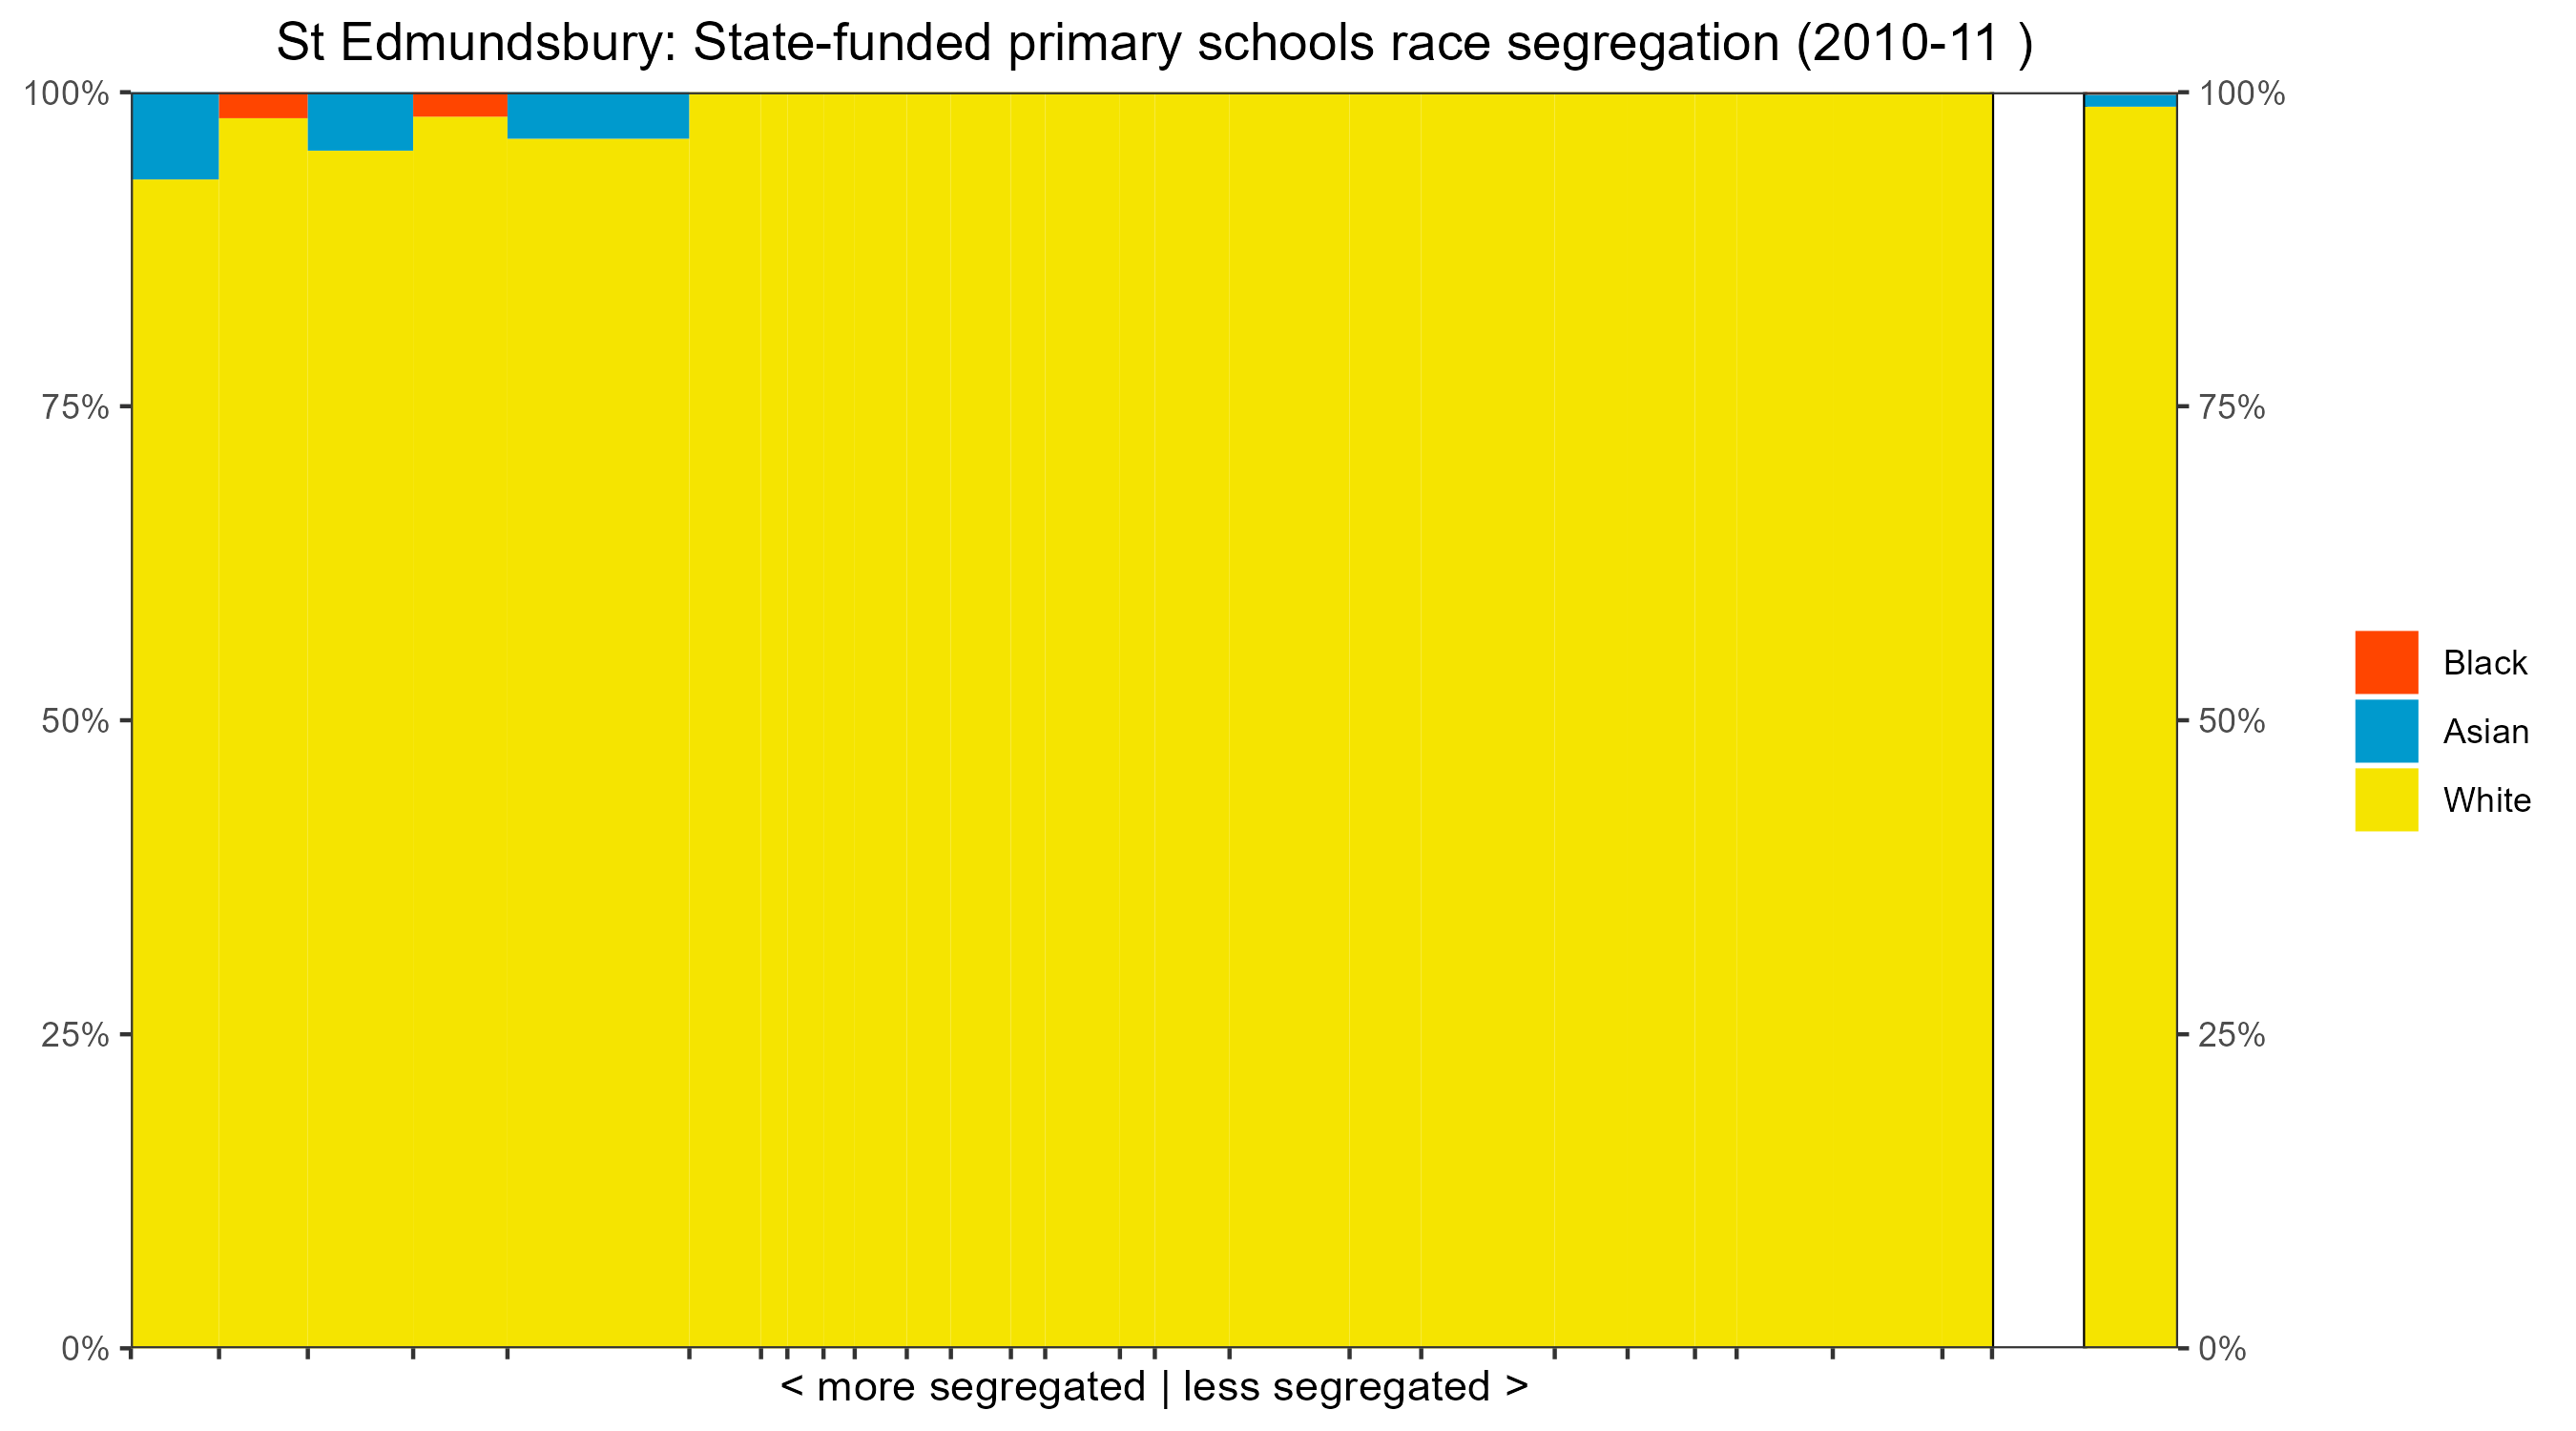 St Edmundsbury: State-funded primary schools race segregation (2010-11 )
100%
100%
75%
75%
50%
50%
25%
25%
0%
0%
Black
Asian
White
< more segregated | less segregated >